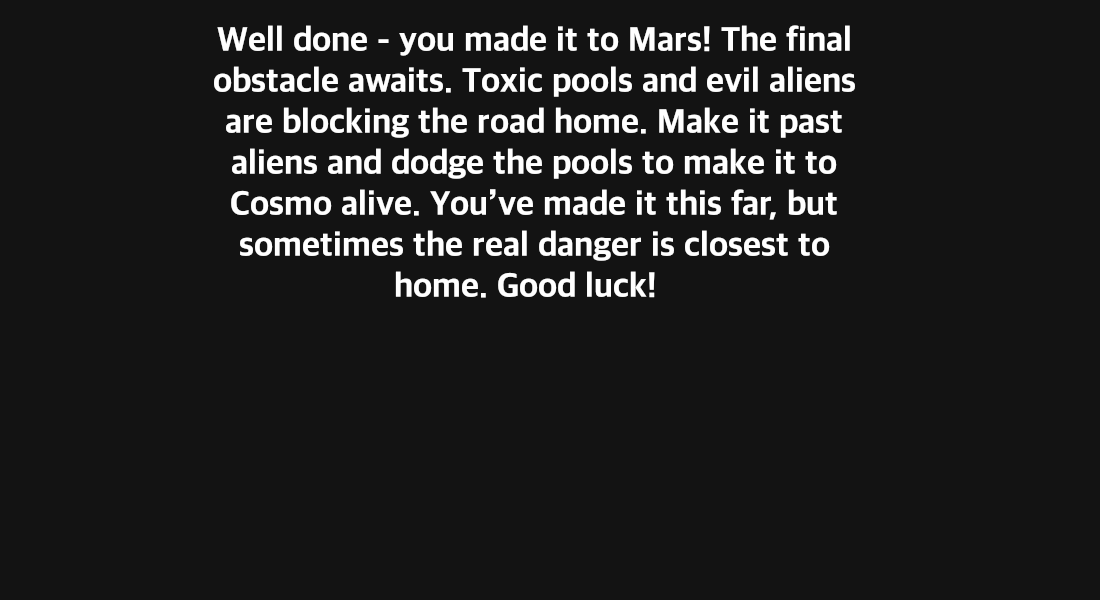 Well done - you made it to Mars! The final
obstacle awaits. Toxic pools and evil aliens
are blocking the road home. Make it past
aliens and dodge the pools to make it to
Cosmo alive. You’ve made it this far, but
sometimes the real danger is closest to
home. Good luck!